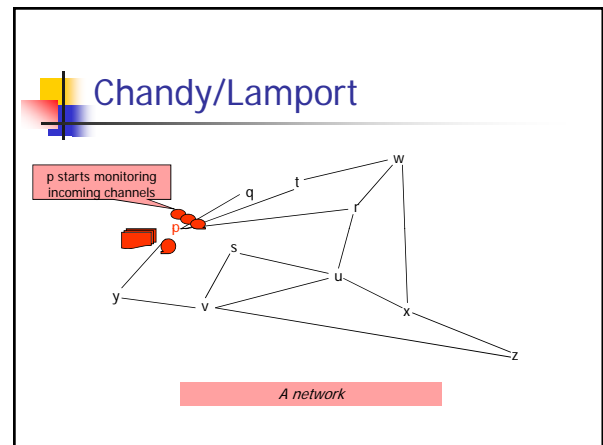 Chandy/Lamport
p starts monitoring
incoming channels
w
t
q
r
p
s
u
y
v
x
z
A network